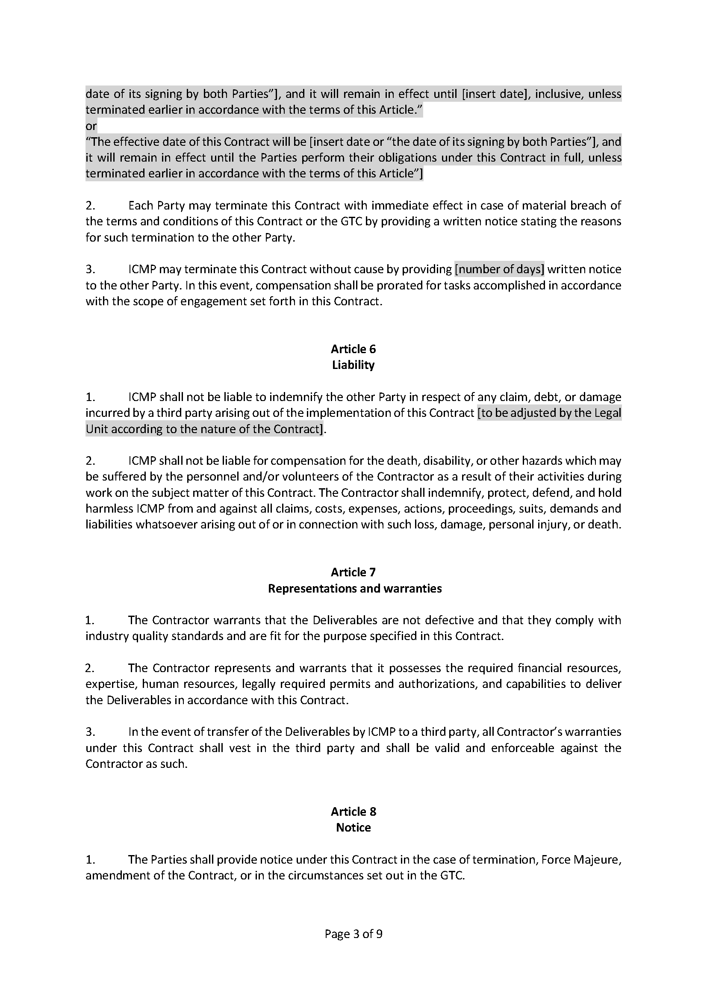 date of its signing by both Parties”], and it will remain in effect until [insert date], inclusive, unless
terminated earlier in accordance with the terms of this Article.”
or
“The effective date of this Contract will be [insert date or “the date of its signing by both Parties”], and
it will remain in effect until the Parties perform their obligations under this Contract in full, unless
terminated earlier in accordance with the terms of this Article”]
2. Each Party may terminate this Contract with immediate effect in case of material breach of
the terms and conditions of this Contract or the GTC by providing a written notice stating the reasons
for such termination to the other Party.
3. ICMP may terminate this Contract without cause by providing [number of days] written notice
to the other Party. In this event, compensation shall be prorated for tasks accomplished in accordance
with the scope of engagement set forth in this Contract.
Article 6
Liability
1. ICMP shall not be liable to indemnify the other Party in respect of any claim, debt, or damage
incurred by a third party arising out of the implementation of this Contract [to be adjusted by the Legal
Unit according to the nature of the Contract].
2. ICMP shall not be liable for compensation for the death, disability, or other hazards which may
be suffered by the personnel and/or volunteers of the Contractor as a result of their activities during
work on the subject matter of this Contract. The Contractor shall indemnify, protect, defend, and hold
harmless ICMP from and against all claims, costs, expenses, actions, proceedings, suits, demands and
liabilities whatsoever arising out of or in connection with such loss, damage, personal injury, or death.
Article 7
Representations and warranties
1. The Contractor warrants that the Deliverables are not defective and that they comply with
industry quality standards and are fit for the purpose specified in this Contract.
2. The Contractor represents and warrants that it possesses the required financial resources,
expertise, human resources, legally required permits and authorizations, and capabilities to deliver
the Deliverables in accordance with this Contract.
3. In the event of transfer of the Deliverables by ICMP to a third party, all Contractor’s warranties
under this Contract shall vest in the third party and shall be valid and enforceable against the
Contractor as such.
Article 8
Notice
1. The Parties shall provide notice under this Contract in the case of termination, Force Majeure,
amendment of the Contract, or in the circumstances set out in the GTC.
Page 3 of 9